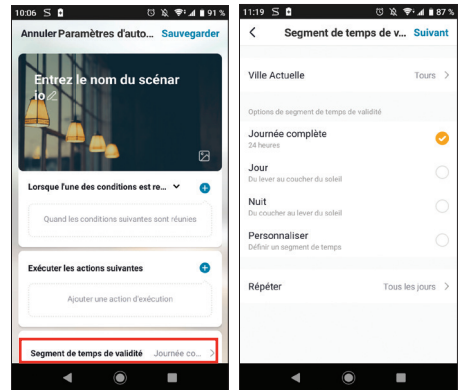 10:06 S 91 %
Annuler Paramètres d'auto... Sauvegarder
Entrez le nom du scénar
io
Lorsque l'une des conditions est re...
Quand les conditions suivantes sont réunies
Exécuter les actions suivantes
Ajouter une action d'exécution
Segment de temps de validité Journée co... >
11:19 S 87 %
< Segment de temps de v... Suivant
Ville Actuelle Tours >
Options de segment de temps de validité
Journée complète
24 heures
Jour
Du lever au coucher du soleil
Nuit
Du coucher au lever du soleil
Personnaliser
Définir un segment de temps
Répéter Tous les jours >